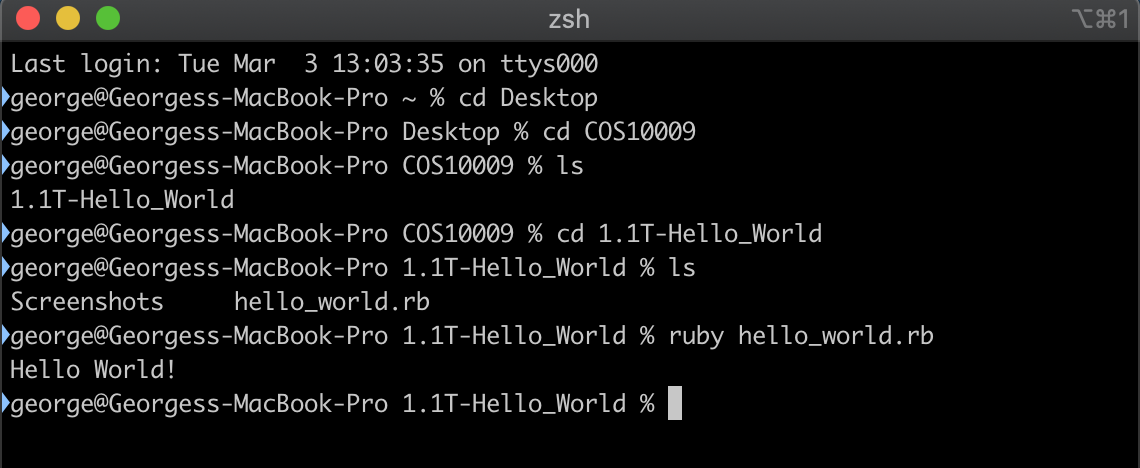 zsh
⌥⌘1
Last login: Tue Mar  3 13:03:35 on ttys000
george@Georgess-MacBook-Pro ~ % cd Desktop
george@Georgess-MacBook-Pro Desktop % cd COS10009
george@Georgess-MacBook-Pro COS10009 % ls
1.1T-Hello_World
george@Georgess-MacBook-Pro COS10009 % cd 1.1T-Hello_World
george@Georgess-MacBook-Pro 1.1T-Hello_World % ls
Screenshots     hello_world.rb
george@Georgess-MacBook-Pro 1.1T-Hello_World % ruby hello_world.rb
Hello World!
george@Georgess-MacBook-Pro 1.1T-Hello_World %